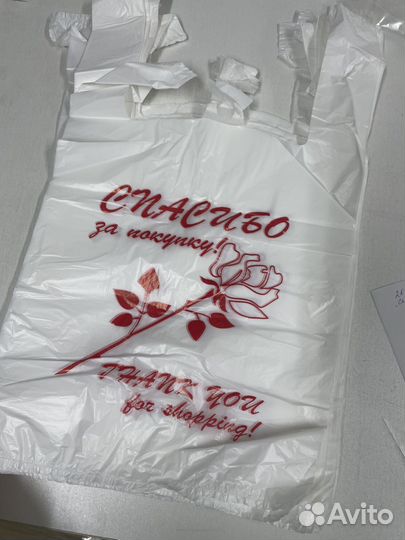 СПАСИБО
за покупку!
THANK YOU
for shopping!
Avito